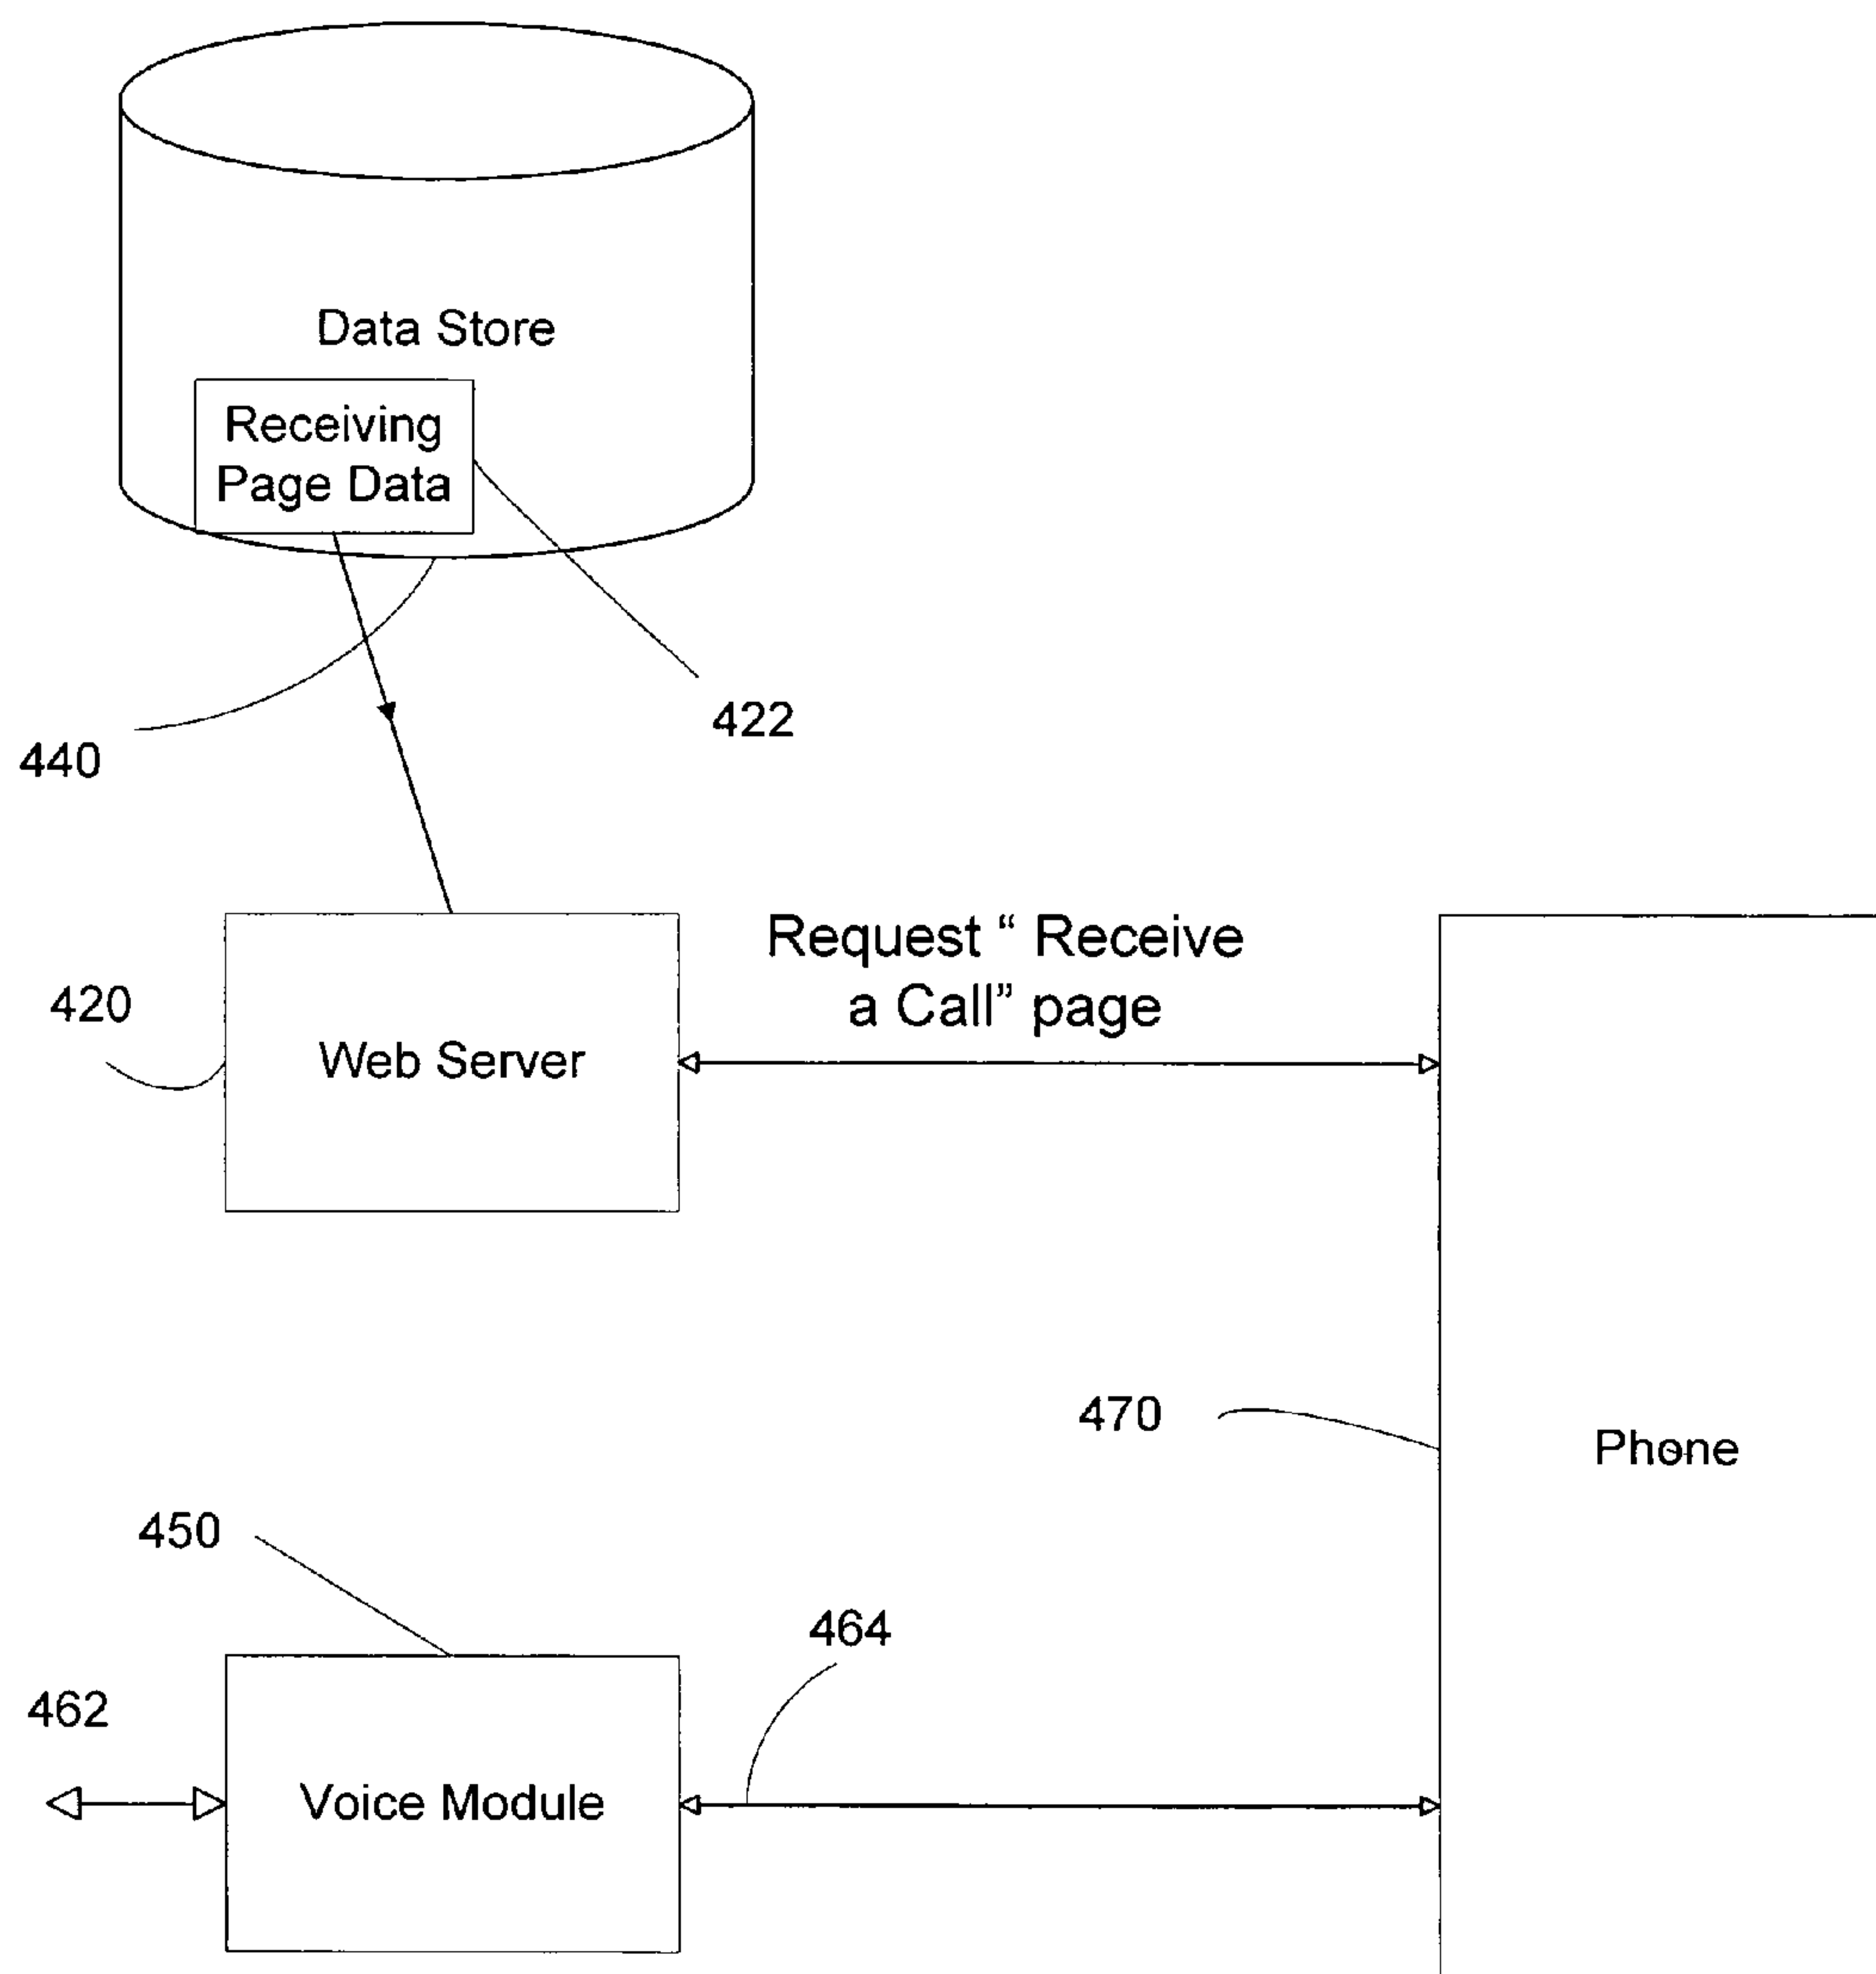 Data Store
Receiving
Page Data
422
440
Request “ Receive
a Call” page
420
Web Server
470
Phone
450
464
462
Voice Module